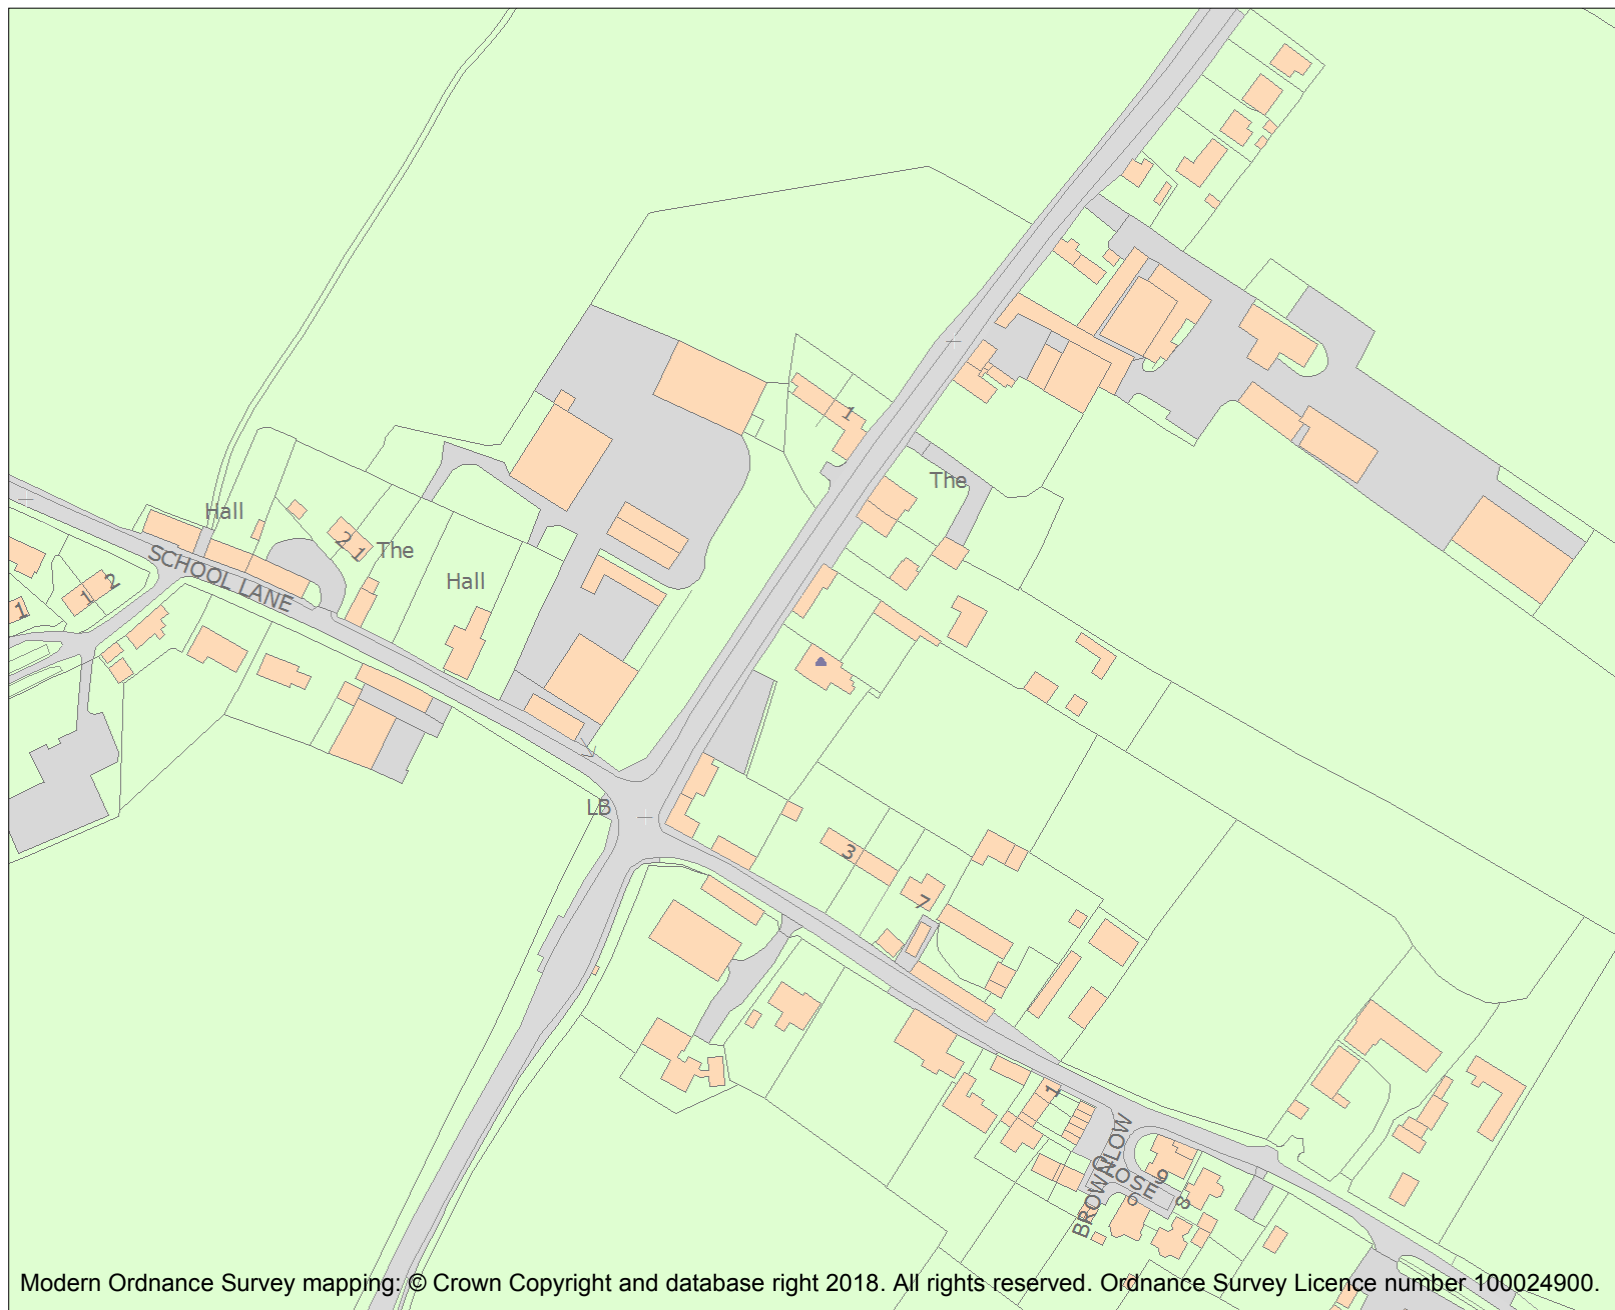 1
The
Hall
2 1
The
SCHOOL LANE
Hall
2
1
1
LB
3
7
1
BROWNLOW
CLOSE
9
8
6
Modern Ordnance Survey mapping: © Crown Copyright and database right 2018. All rights reserved. Ordnance Survey Licence number 100024900.